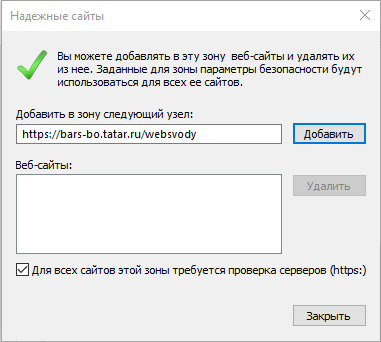 Надежные сайты
Вы можете добавлять в эту зону веб-сайты и удалять их
из нее. Заданные для зоны параметры безопасности будут
использоваться для всех ее сайтов.
Добавить в зону следующий узел:
https://bars-bo.tatar.ru/websvody
Добавить
Веб-сайты:
Удалить
Для всех сайтов этой зоны требуется проверка серверов (https:)
Закрыть